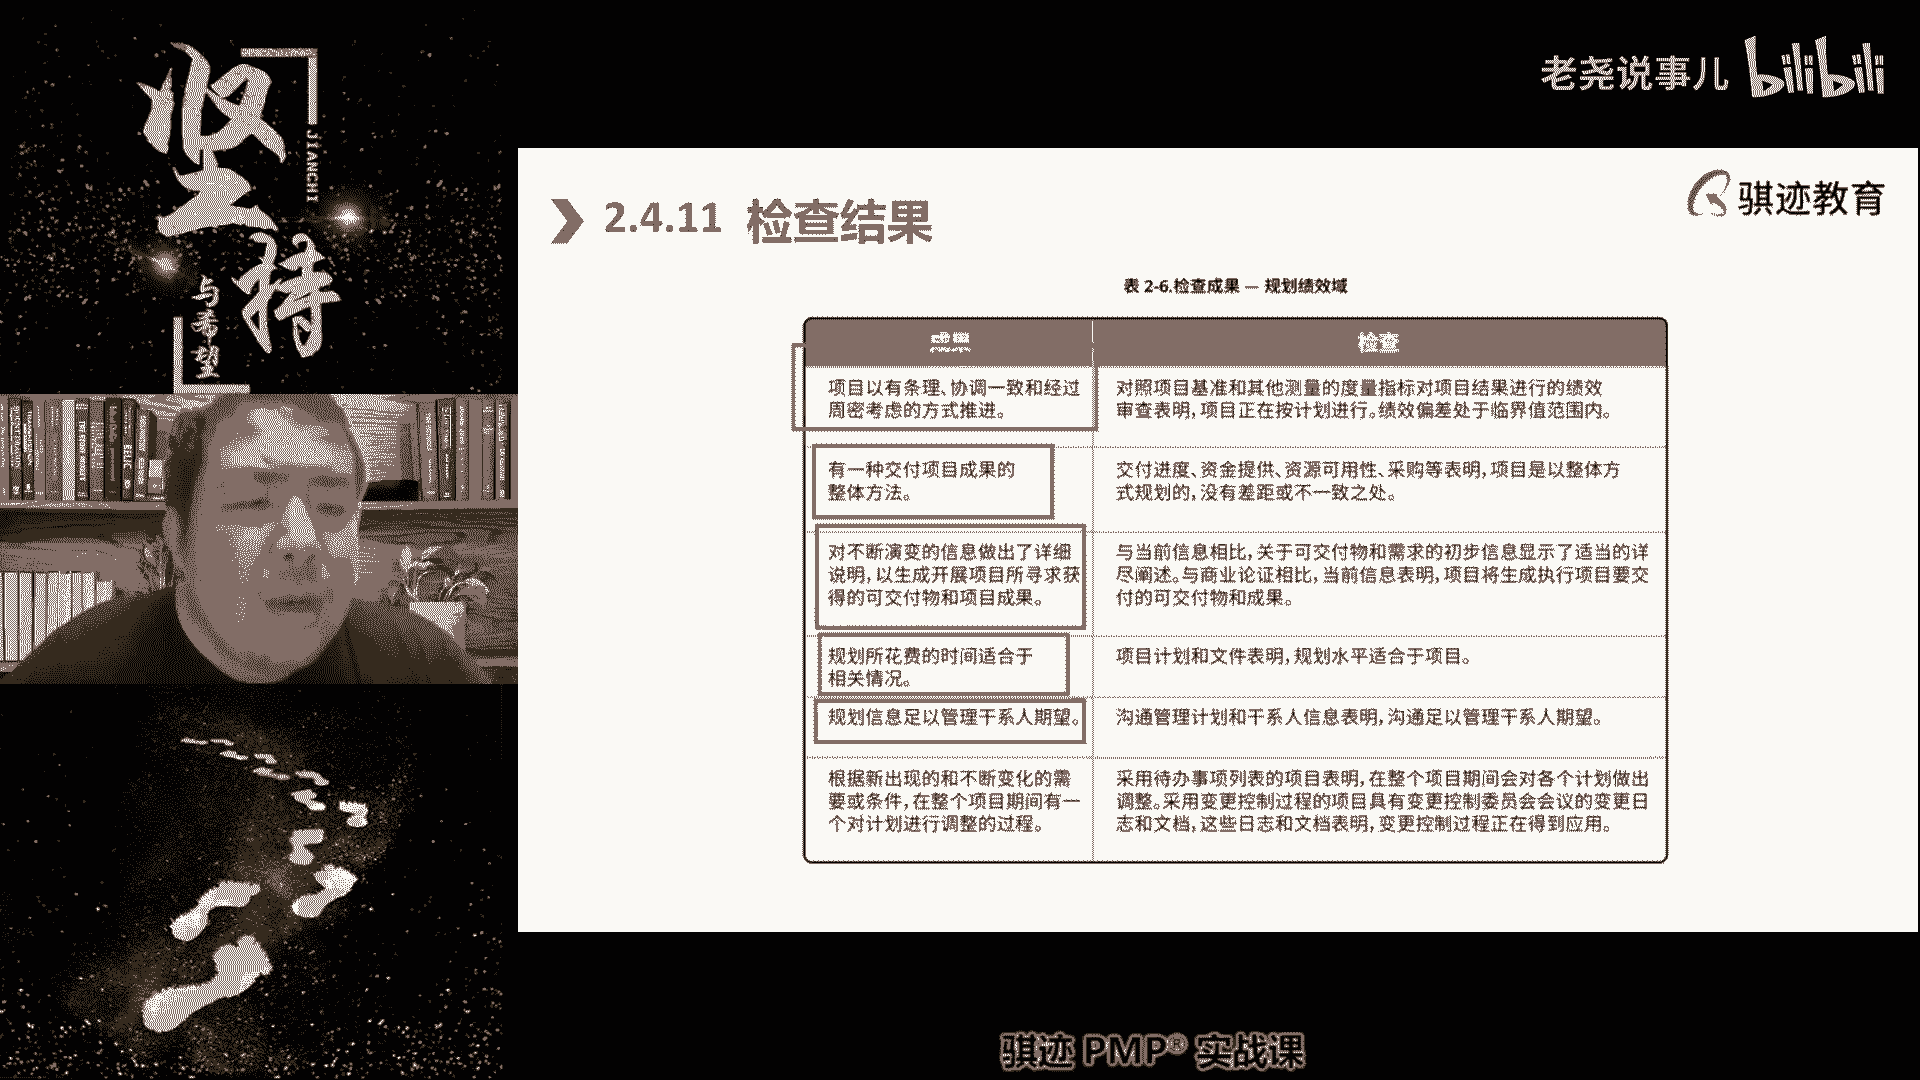 坚持
JIANCHI
与希望
老尧说事儿 bilibili
骐迹教育
2.4.11 检查结果
表 2-6.检查成果 — 规划绩效域
成果
检查
项目以有条理、协调一致和经过
周密考虑的方式推进。
对照项目基准和其他测量的度量指标对项目结果进行的绩效
审查表明，项目正在按计划进行。绩效偏差处于临界值范围内。
有一种交付项目成果的
整体方法。
交付进度、资金提供、资源可用性、采购等表明，项目是以整体方
式规划的，没有差距或不一致之处。
对不断演变的信息做出了详细
说明，以生成开展项目所寻求获
得的可交付物和项目成果。
与当前信息相比，关于可交付物和需求的初步信息显示了适当的详
尽阐述。与商业论证相比，当前信息表明，项目将生成执行项目要交
付的可交付物和成果。
规划所花费的时间适合于
相关情况。
项目计划和文件表明，规划水平适合于项目。
规划信息足以管理干系人期望。
沟通管理计划和干系人信息表明，沟通足以管理干系人期望。
根据新出现的和不断变化的需
要或条件，在整个项目期间有一
个对计划进行调整的过程。
采用待办事项列表的项目表明，在整个项目期间会对各个计划做出
调整。采用变更控制过程的项目具有变更控制委员会会议的变更日
志和文档，这些日志和文档表明，变更控制过程正在得到应用。
骐迹 PMP® 实战课